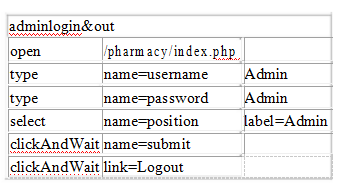 adminlogin&out
open /pharmacy/index.php
type name=username Admin
type name=password Admin
select name=position label=Admin
clickAndWait name=submit
clickAndWait link=Logout